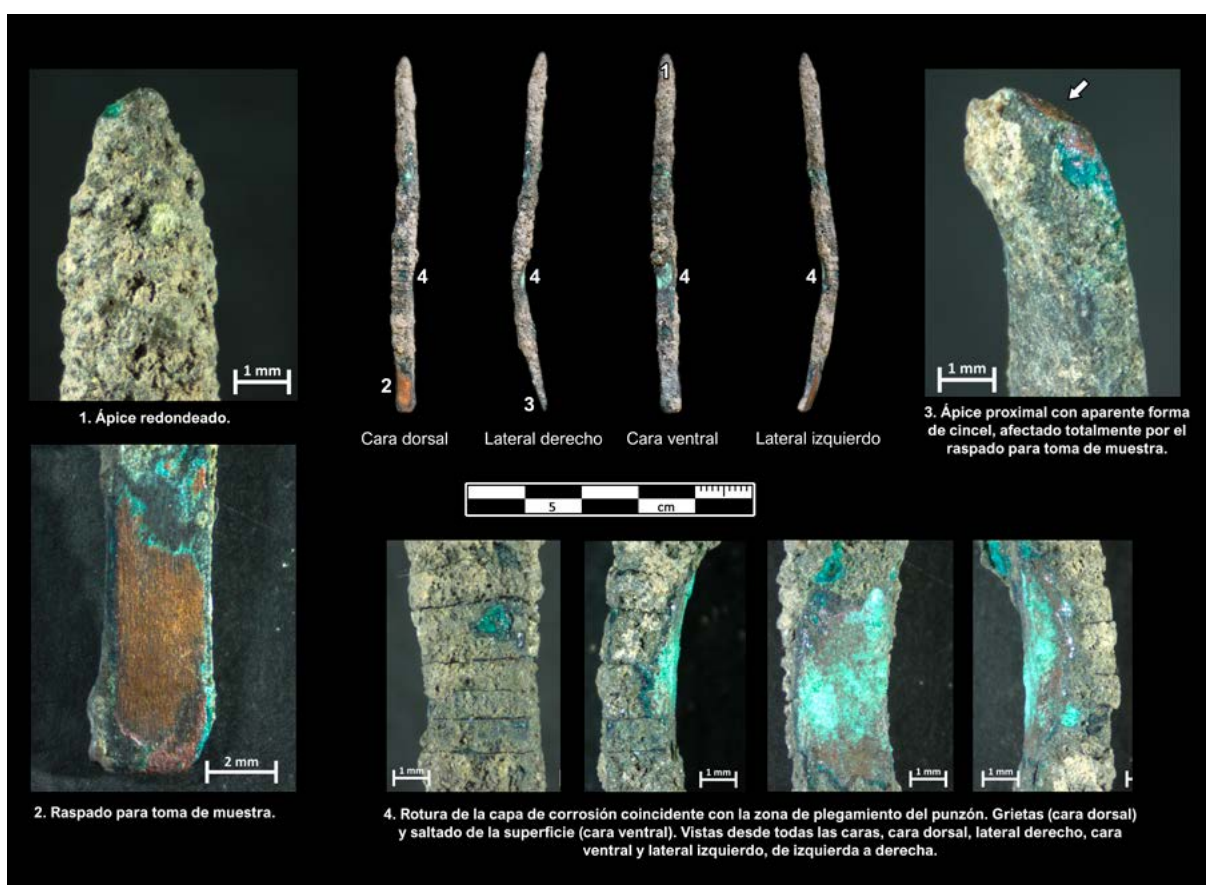 1
4
4
4
4
2
3
Cara dorsal
Lateral derecho
Cara ventral
Lateral izquierdo
1 mm
1. Ápice redondeado.
1 mm
3. Ápice proximal con aparente forma
de cincel, afectado totalmente por el
raspado para toma de muestra.
5
cm
2 mm
2. Raspado para toma de muestra.
1 mm
1 mm
1 mm
1 mm
4. Rotura de la capa de corrosión coincidente con la zona de plegamiento del punzón. Grietas (cara dorsal)
y saltado de la superficie (cara ventral). Vistas desde todas las caras, cara dorsal, lateral derecho, cara
ventral y lateral izquierdo, de izquierda a derecha.